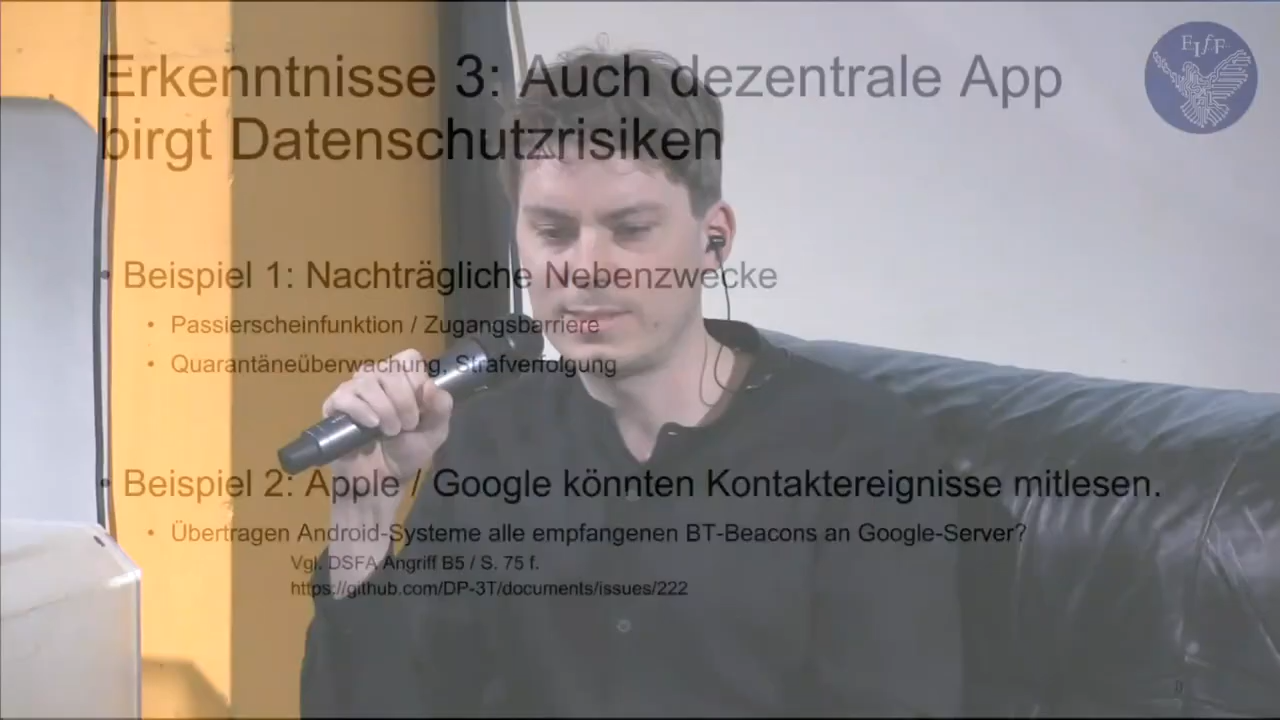 FIfF
Erkenntnisse 3: Auch dezentrale App
birgt Datenschutzrisiken
• Beispiel 1: Nachträgliche Nebenzwecke
• Passierscheinfunktion / Zugangsbarriere
• Quarantäneüberwachung, Strafverfolgung
• Beispiel 2: Apple / Google könnten Kontaktereignisse mitlesen.
• Übertragen Android-Systeme alle empfangenen BT-Beacons an Google-Server?
Vgl. DSFA Angriff B5 / S. 75 f.
https://github.com/DP-3T/documents/issues/222